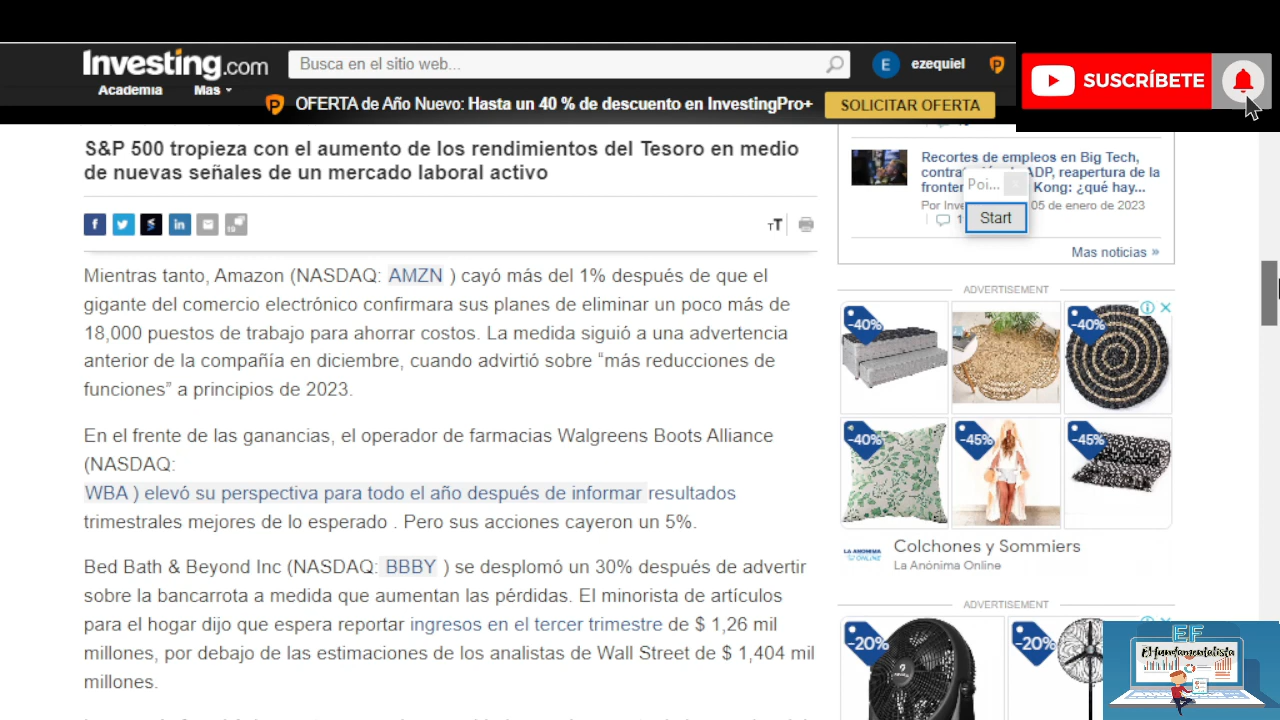 Investing.com
Busca en el sitio web...
E
ezequiel
SUSCRÍBETE
Academia
Mas
OFERTA de Año Nuevo: Hasta un 40 % de descuento en InvestingPro+
SOLICITAR OFERTA
S&P 500 tropieza con el aumento de los rendimientos del Tesoro en medio
de nuevas señales de un mercado laboral activo
Mientras tanto, Amazon (NASDAQ: AMZN ) cayó más del 1% después de que el
gigante del comercio electrónico confirmara sus planes de eliminar un poco más de
18,000 puestos de trabajo para ahorrar costos. La medida siguió a una advertencia
anterior de la compañía en diciembre, cuando advirtió sobre “más reducciones de
funciones” a principios de 2023.
En el frente de las ganancias, el operador de farmacias Walgreens Boots Alliance
(NASDAQ:
WBA ) elevó su perspectiva para todo el año después de informar resultados
trimestrales mejores de lo esperado . Pero sus acciones cayeron un 5%.
Bed Bath & Beyond Inc (NASDAQ: BBBY ) se desplomó un 30% después de advertir
sobre la bancarrota a medida que aumentan las pérdidas. El minorista de artículos
para el hogar dijo que espera reportar ingresos en el tercer trimestre de $ 1,26 mil
millones, por debajo de las estimaciones de los analistas de Wall Street de $ 1,404 mil
millones.
Recortes de empleos en Big Tech,
ADP, reapertura de la
Kong: ¿qué hay...
Por
05 de enero de 2023
Poi...
Start
Mas noticias »
ADVERTISEMENT
-40%
-40%
-40%
-45%
-45%
LA ANONIMA
ONLINE
Colchones y Sommiers
La Anónima Online
ADVERTISEMENT
-20%
-20%
EF
El fundamentalista